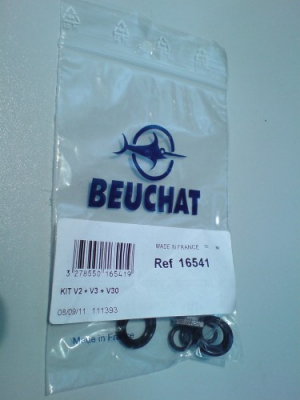 BEUCHAT
MADE IN FRANCE
3 278550 165419
Ref 16541
KIT V2 + V3 + V30
08/09/11 111393
Made in France